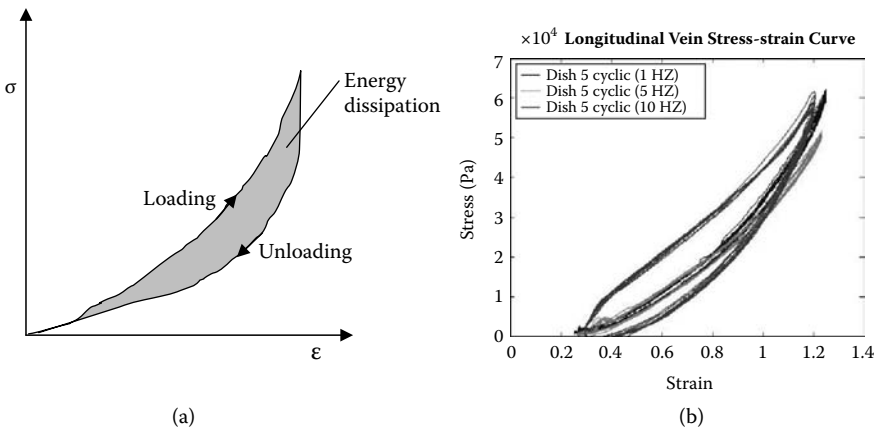 σ
Energy
dissipation
Loading
Unloading
ε
(a)
×10⁴ Longitudinal Vein Stress-strain Curve
7
Dish 5 cyclic (1 HZ)
Dish 5 cyclic (5 HZ)
Dish 5 cyclic (10 HZ)
6
5
4
3
2
1
0
Stress (Pa)
0 0.2 0.4 0.6 0.8 1 1.2 1.4
Strain
(b)